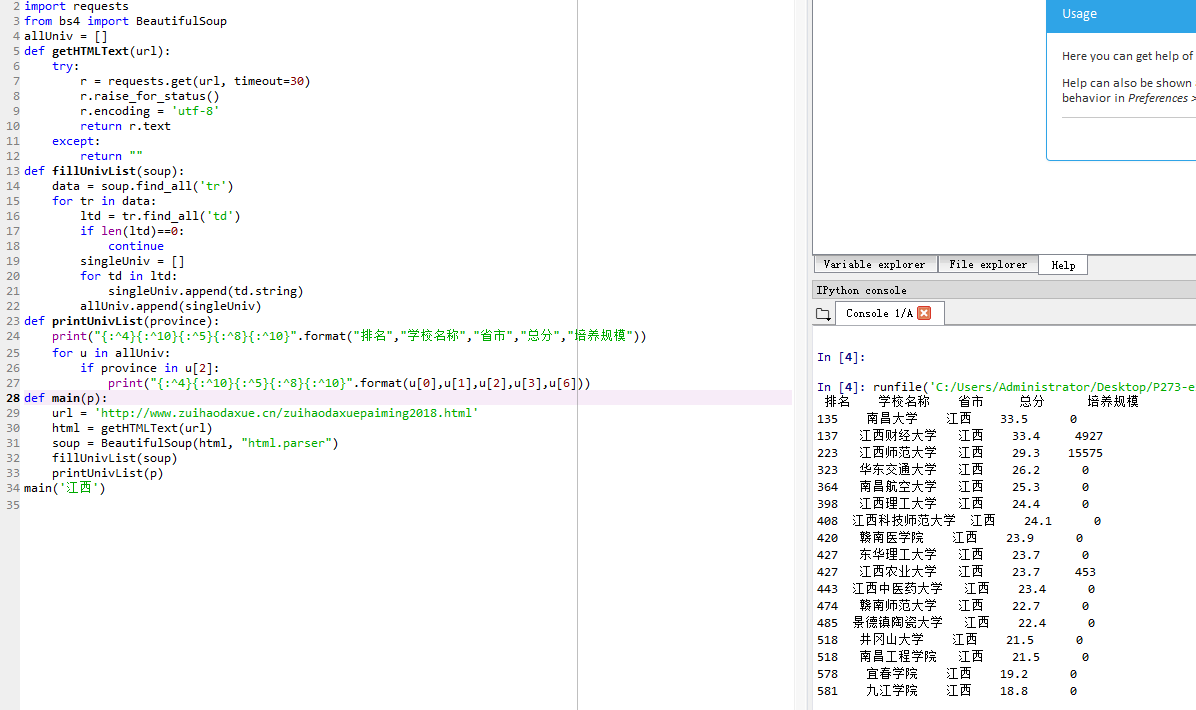 2 import requests
3 from bs4 import BeautifulSoup
4 allUniv = []
5 def getHTMLText(url):
6     try:
7         r = requests.get(url, timeout=30)
8         r.raise_for_status()
9         r.encoding = 'utf-8'
10         return r.text
11     except:
12         return ""
13 def fillUnivList(soup):
14     data = soup.find_all('tr')
15     for tr in data:
16         ltd = tr.find_all('td')
17         if len(ltd)==0:
18             continue
19         singleUniv = []
20         for td in ltd:
21             singleUniv.append(td.string)
22         allUniv.append(singleUniv)
23 def printUnivList(province):
24     print("{:^4}{:^10}{:^5}{:^8}{:^10}".format("排名","学校名称","省市","总分","培养规模"))
25     for u in allUniv:
26         if province in u[2]:
27             print("{:^4}{:^10}{:^5}{:^8}{:^10}".format(u[0],u[1],u[2],u[3],u[6]))
28 def main(p):
29     url = 'http://www.zuihaodaxue.cn/zuihaodaxuepaiming2018.html'
30     html = getHTMLText(url)
31     soup = BeautifulSoup(html, "html.parser")
32     fillUnivList(soup)
33     printUnivList(p)
34 main('江西')
35
Usage
Here you can get help of
Help can also be shown
behavior in Preferences >
Variable explorer File explorer Help
IPython console
Console 1/A
In [4]:
In [4]: runfile('C:/Users/Administrator/Desktop/P273-e
排名 学校名称 省市 总分 培养规模
135 南昌大学 江西 33.5 0
137 江西财经大学 江西 33.4 4927
223 江西师范大学 江西 29.3 15575
323 华东交通大学 江西 26.2 0
364 南昌航空大学 江西 25.3 0
398 江西理工大学 江西 24.4 0
408 江西科技师范大学 江西 24.1 0
420 赣南医学院 江西 23.9 0
427 东华理工大学 江西 23.7 0
427 江西农业大学 江西 23.7 453
443 江西中医药大学 江西 23.4 0
474 赣南师范大学 江西 22.7 0
485 景德镇陶瓷大学 江西 22.4 0
518 井冈山大学 江西 21.5 0
518 南昌工程学院 江西 21.5 0
578 宜春学院 江西 19.2 0
581 九江学院 江西 18.8 0